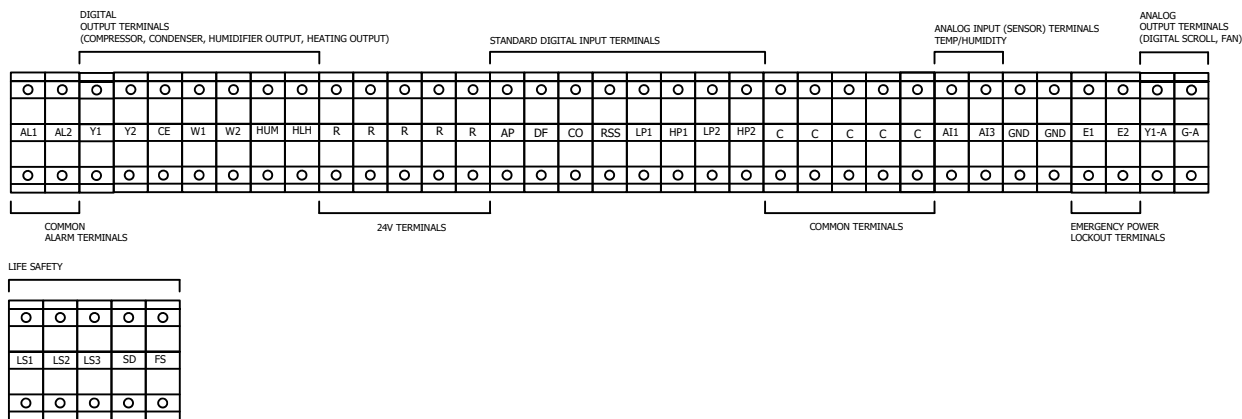 DIGITAL
OUTPUT TERMINALS
(COMPRESSOR, CONDENSER, HUMIDIFIER OUTPUT, HEATING OUTPUT)
STANDARD DIGITAL INPUT TERMINALS
ANALOG INPUT (SENSOR) TERMINALS
TEMP/HUMIDITY
ANALOG
OUTPUT TERMINALS
(DIGITAL SCROLL, FAN)
AL1 AL2 Y1 Y2 CE W1 W2 HUM HLH R R R R R AP DF CO RSS LP1 HP1 LP2 HP2 C C C C C AI1 AI3 GND GND E1 E2 Y1-A G-A
COMMON
ALARM TERMINALS
24V TERMINALS
COMMON TERMINALS
EMERGENCY POWER
LOCKOUT TERMINALS
LIFE SAFETY
LS1 LS2 LS3 SD FS